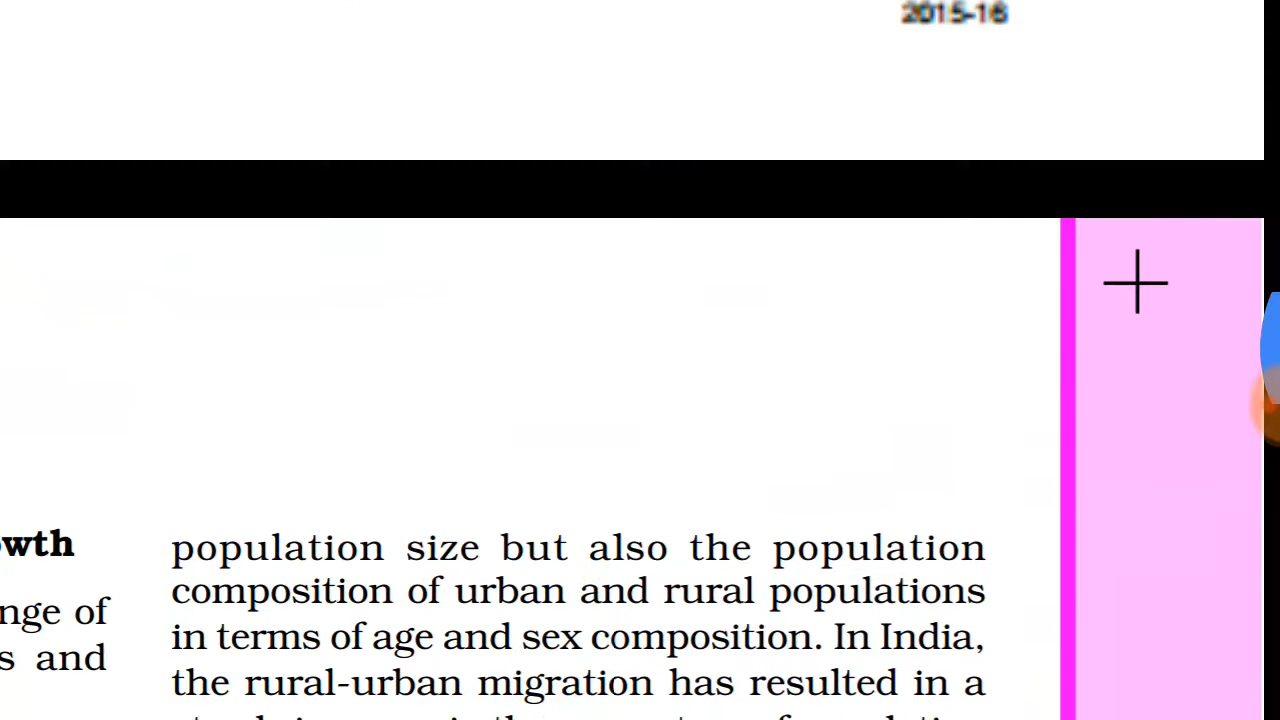 2015-16
owth
nge of
s and
population size but also the population
composition of urban and rural populations
in terms of age and sex composition. In India,
the rural-urban migration has resulted in a